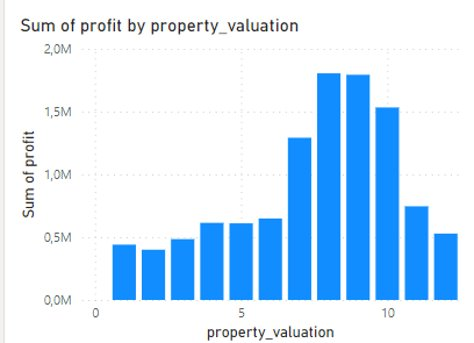 Sum of profit by property_valuation
2,0M
1,5M
1,0M
0,5M
0,0M
Sum of profit
0 5 10
property_valuation